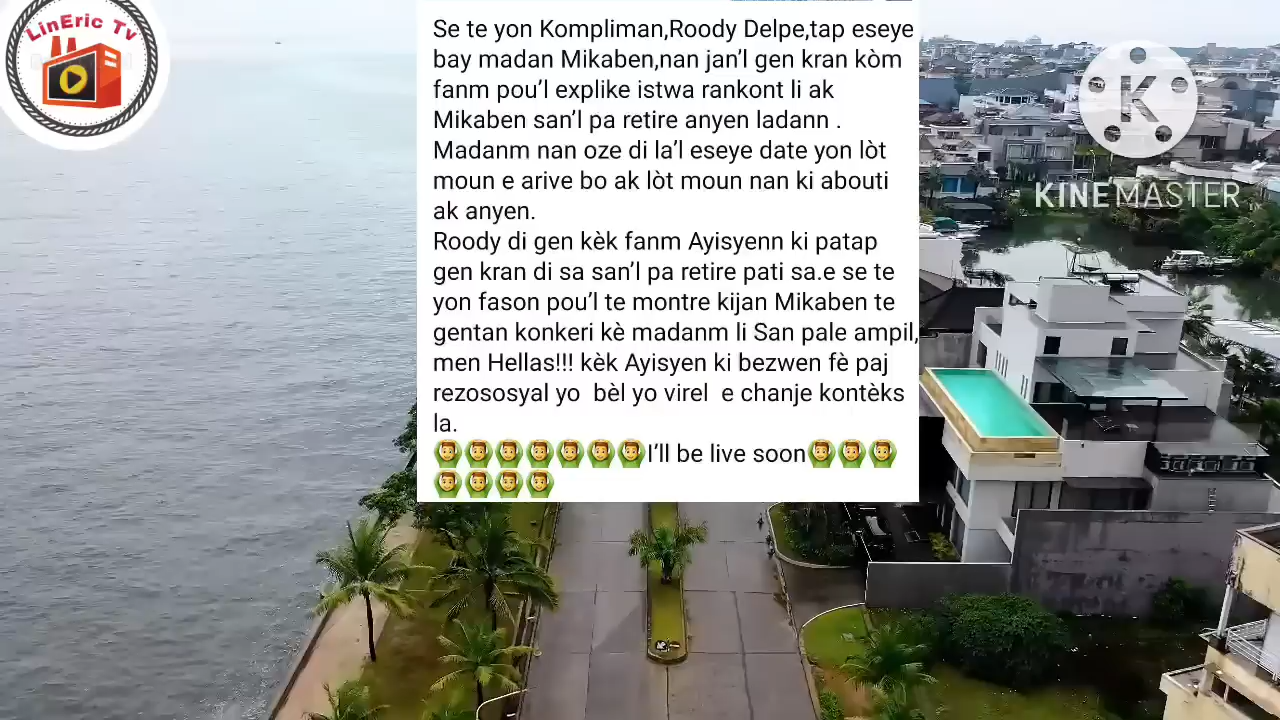 LinEric Tv
Se te yon Kompliman,Roody Delpe,tap eseye
bay madan Mikaben,nan jan’l gen kran kòm
fanm pou’l explike istwa rankont li ak
Mikaben san’l pa retire anyen ladann .
Madanm nan oze di la’l eseye date yon lòt
moun e arive bo ak lòt moun nan ki abouti
ak anyen.
Roody di gen kèk fanm Ayisyenn ki patap
gen kran di sa san’l pa retire pati sa.e se te
yon fason pou’l te montre kijan Mikaben te
gentan konkeri kè madanm li San pale ampil,
men Hellas!!! kèk Ayisyen ki bezwen fè paj
rezososyal yo bèl yo virel e chanje kontèks
la.
🙆‍♂️🙆‍♂️🙆‍♂️🙆‍♂️🙆‍♂️🙆‍♂️🙆‍♂️I’ll be live soon🙆‍♂️🙆‍♂️🙆‍♂️
🙆‍♂️🙆‍♂️🙆‍♂️🙆‍♂️
K
KINEMASTER